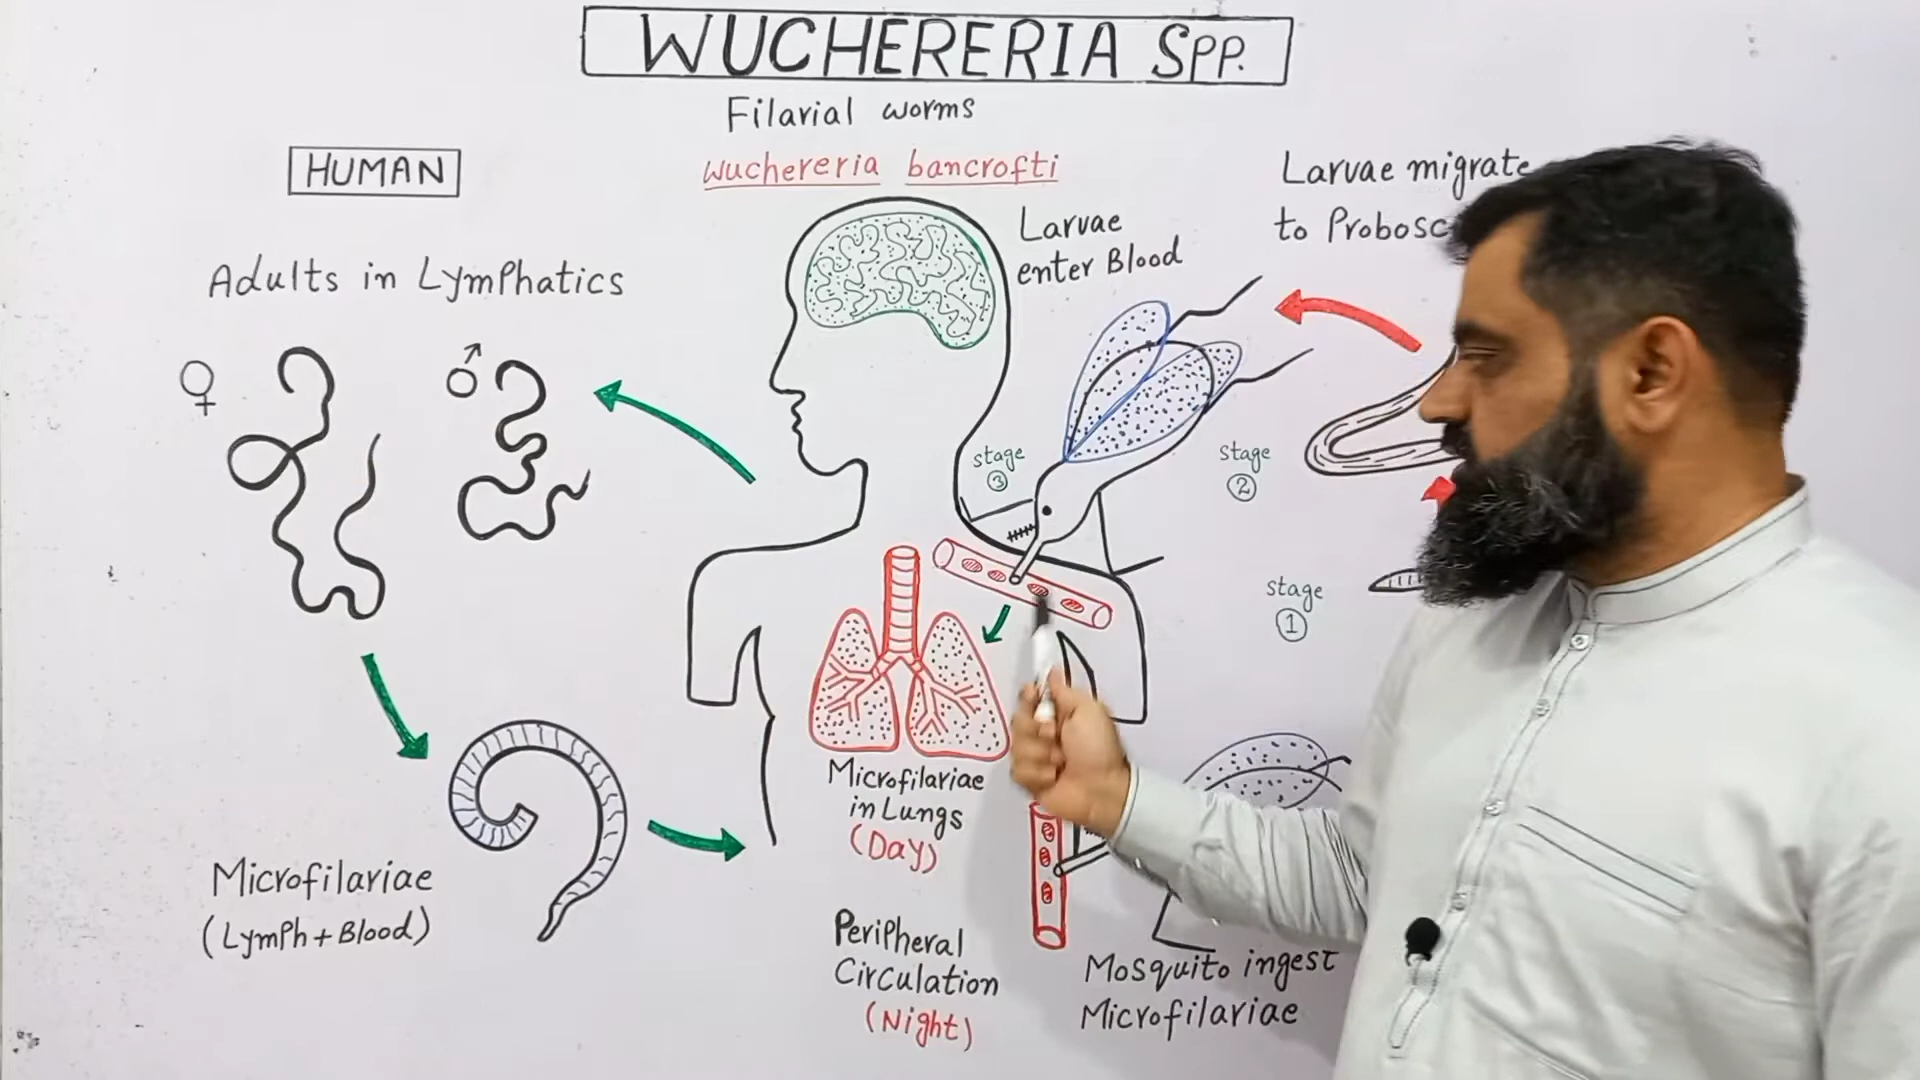 WUCHERERIA SPP.
Filarial worms
Wuchereria bancrofti
HUMAN
Adults in Lymphatics
♀
♂
Larvae
enter Blood
Larvae migrate
to
stage
3
stage
2
stage
1
Microfilariae
(Lymph + Blood)
Microfilariae
in Lungs
(Day)
Peripheral
Circulation
(Night)
Mosquito ingest
Microfilariae